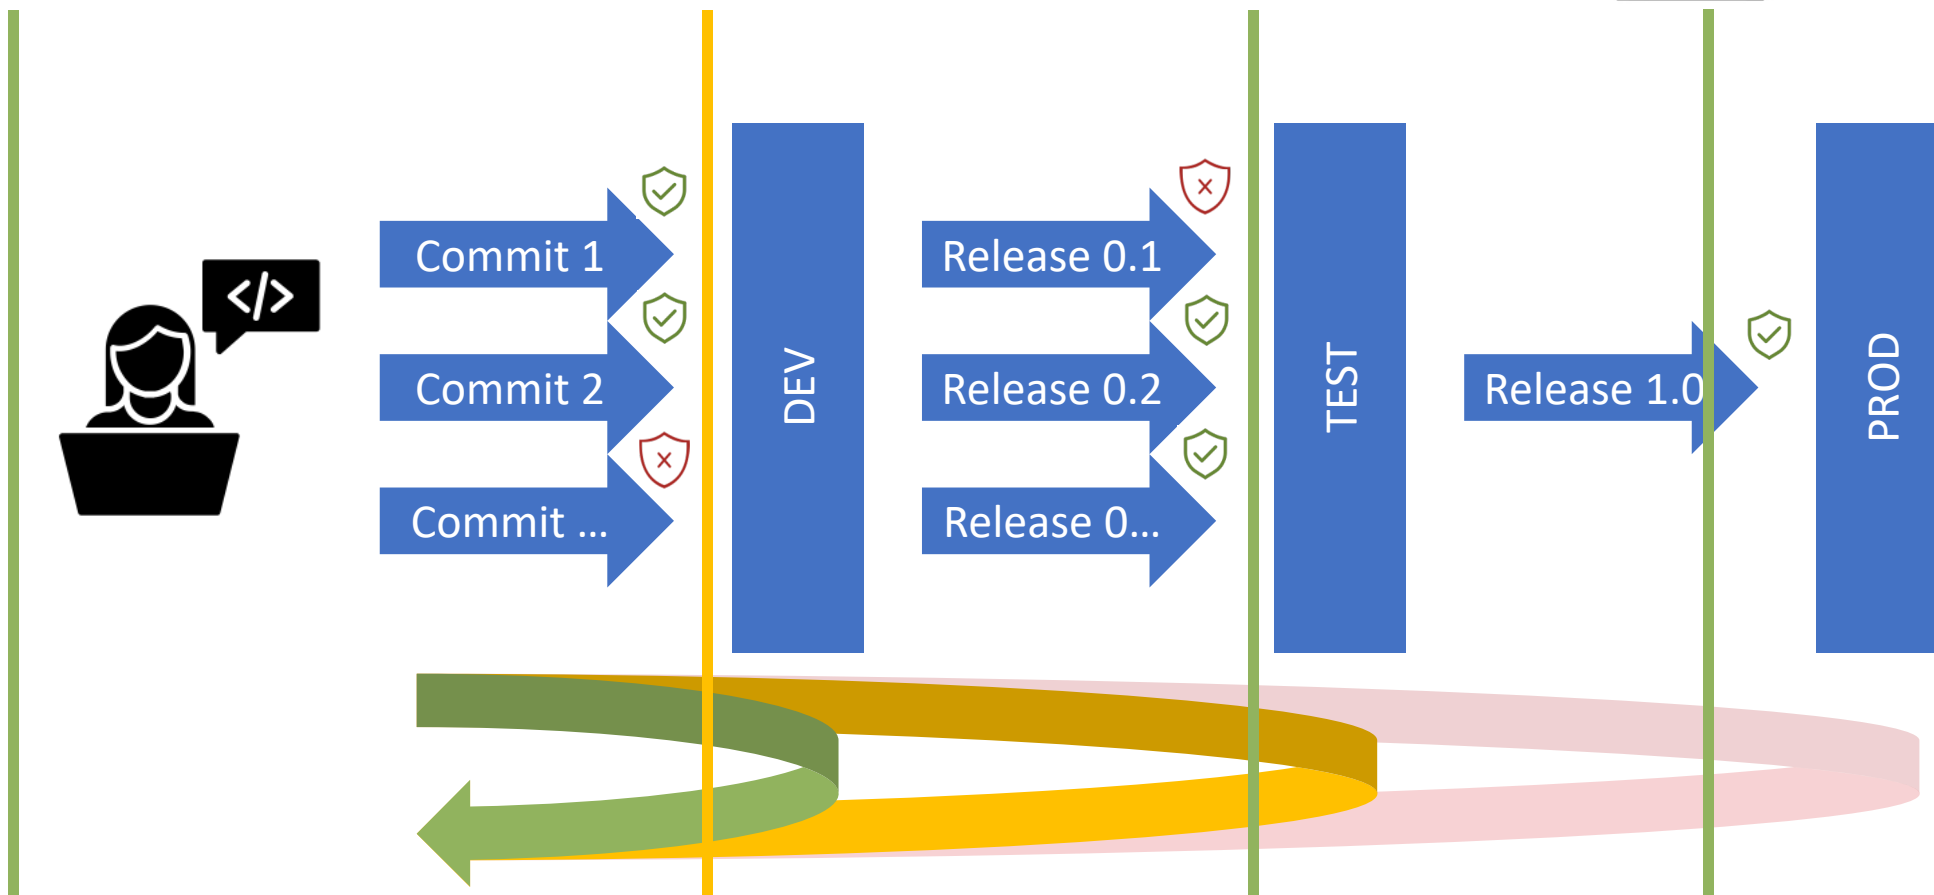 </>
Commit 1
Commit 2
Commit ...
DEV
Release 0.1
Release 0.2
Release 0...
TEST
Release 1.0
PROD